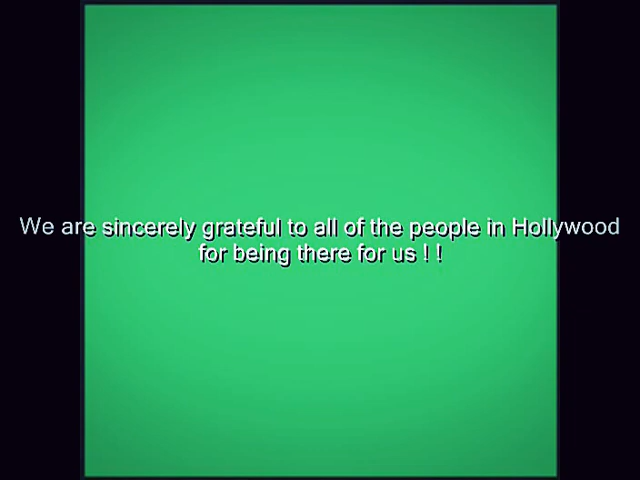 We are sincerely grateful to all of the people in Hollywood
for being there for us ! !